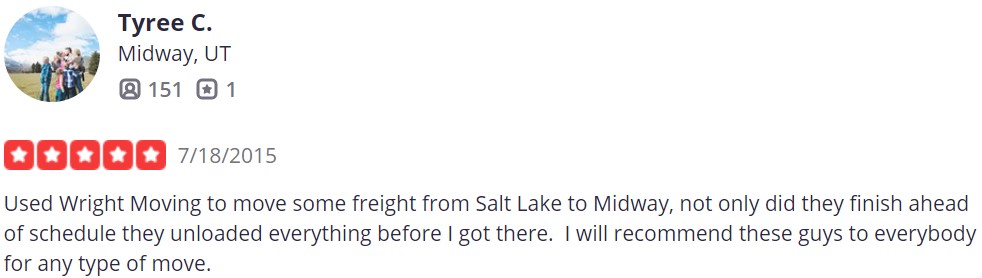 Tyree C.
Midway, UT
151 1
7/18/2015
Used Wright Moving to move some freight from Salt Lake to Midway, not only did they finish ahead
of schedule they unloaded everything before I got there.  I will recommend these guys to everybody
for any type of move.